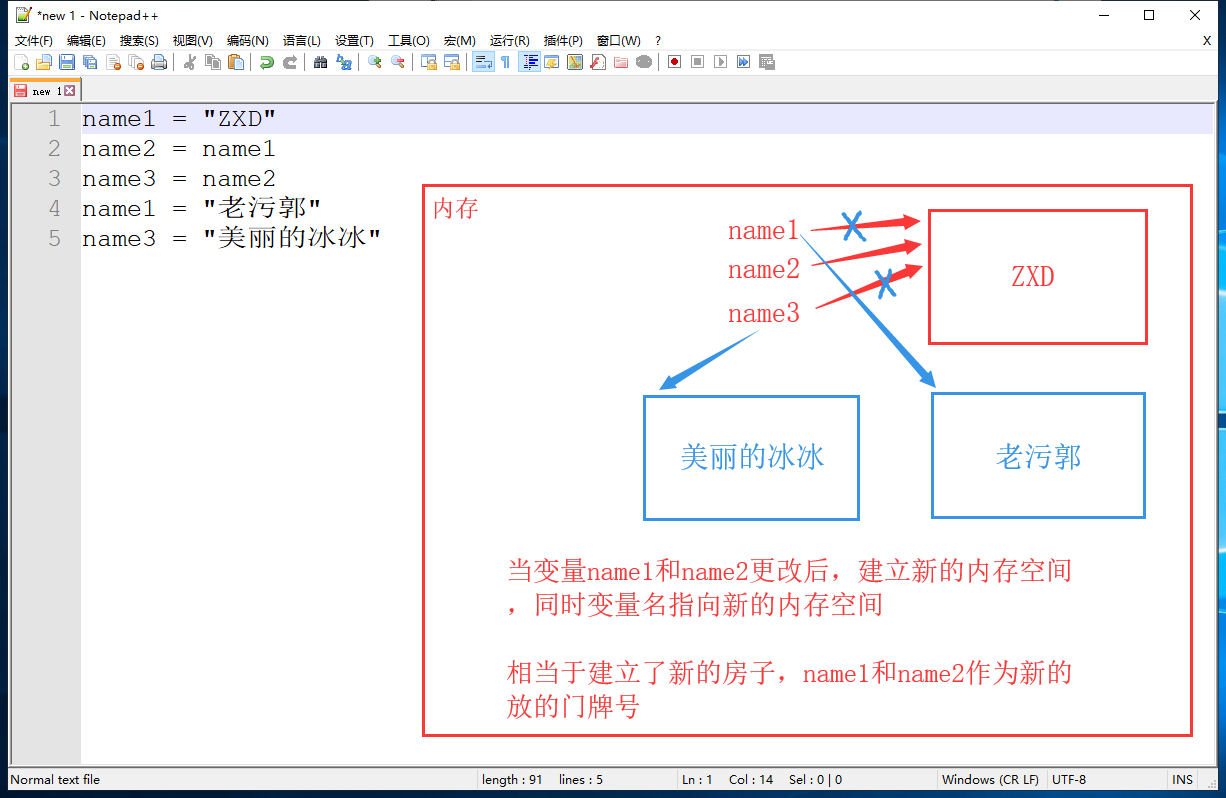 *new 1 - Notepad++
文件(F) 编辑(E) 搜索(S) 视图(V) 编码(N) 语言(L) 设置(T) 工具(O) 宏(M) 运行(R) 插件(P) 窗口(W) ? X
new 1
1 name1 = "ZXD"
2 name2 = name1
3 name3 = name2
4 name1 = "老污郭"
5 name3 = "美丽的冰冰"
内存
name1
name2
name3
ZXD
美丽的冰冰
老污郭
当变量name1和name2更改后，建立新的内存空间
，同时变量名指向新的内存空间
相当于建立了新的房子，name1和name2作为新的
放的门牌号
Normal text file length : 91 lines : 5 Ln : 1 Col : 14 Sel : 0 | 0 Windows (CR LF) UTF-8 INS